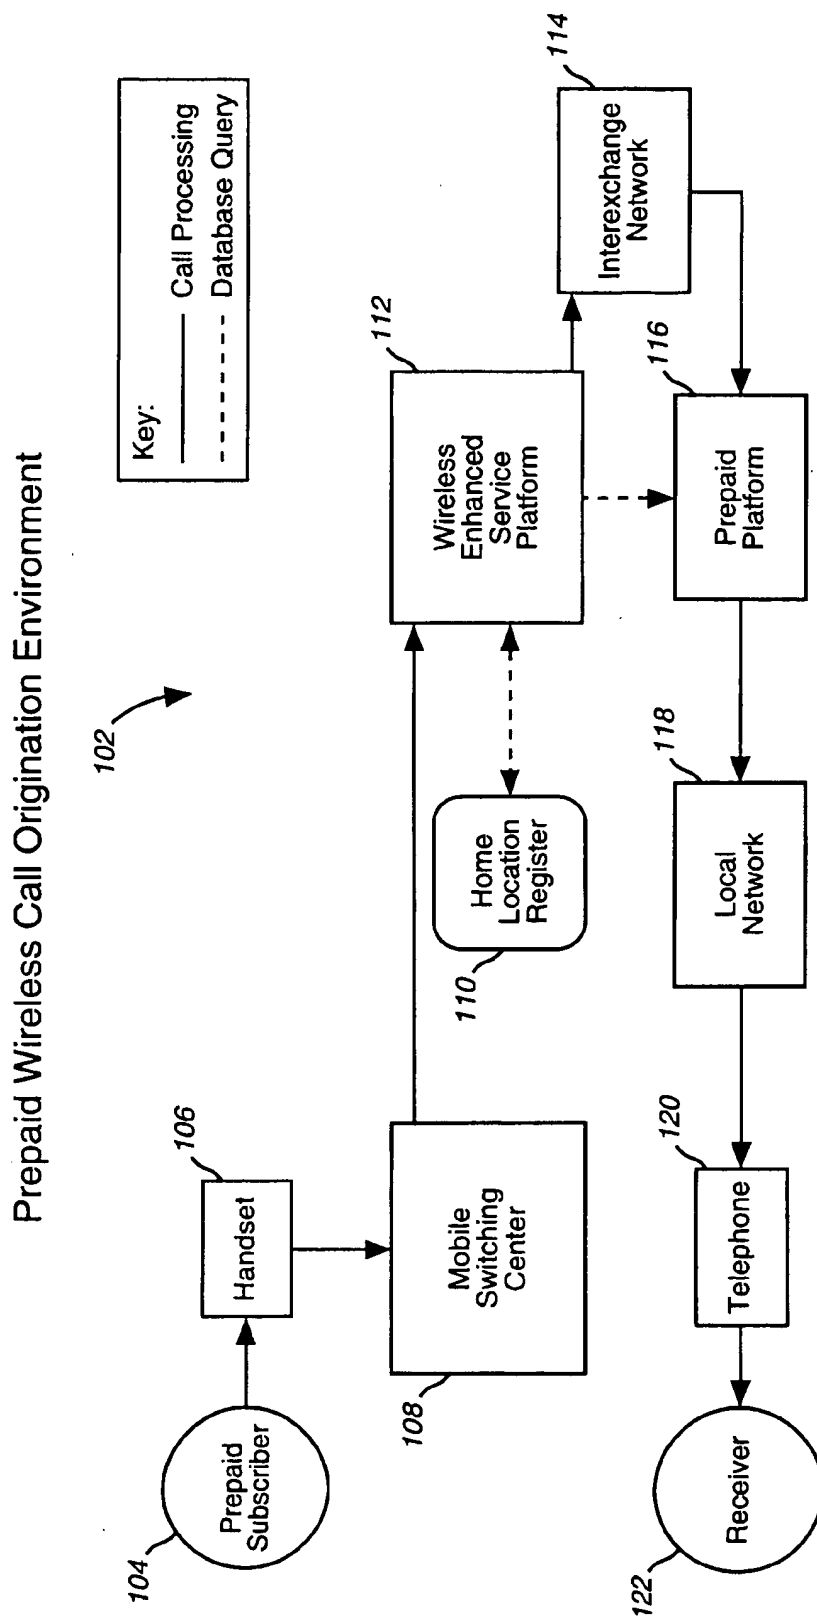 Prepaid Wireless Call Origination Environment
102
Key:
Call Processing
Database Query
104
Prepaid
Subscriber
106
Handset
108
Mobile
Switching
Center
110
Home
Location
Register
112
Wireless
Enhanced
Service
Platform
114
Interexchange
Network
116
Prepaid
Platform
118
Local
Network
120
Telephone
122
Receiver